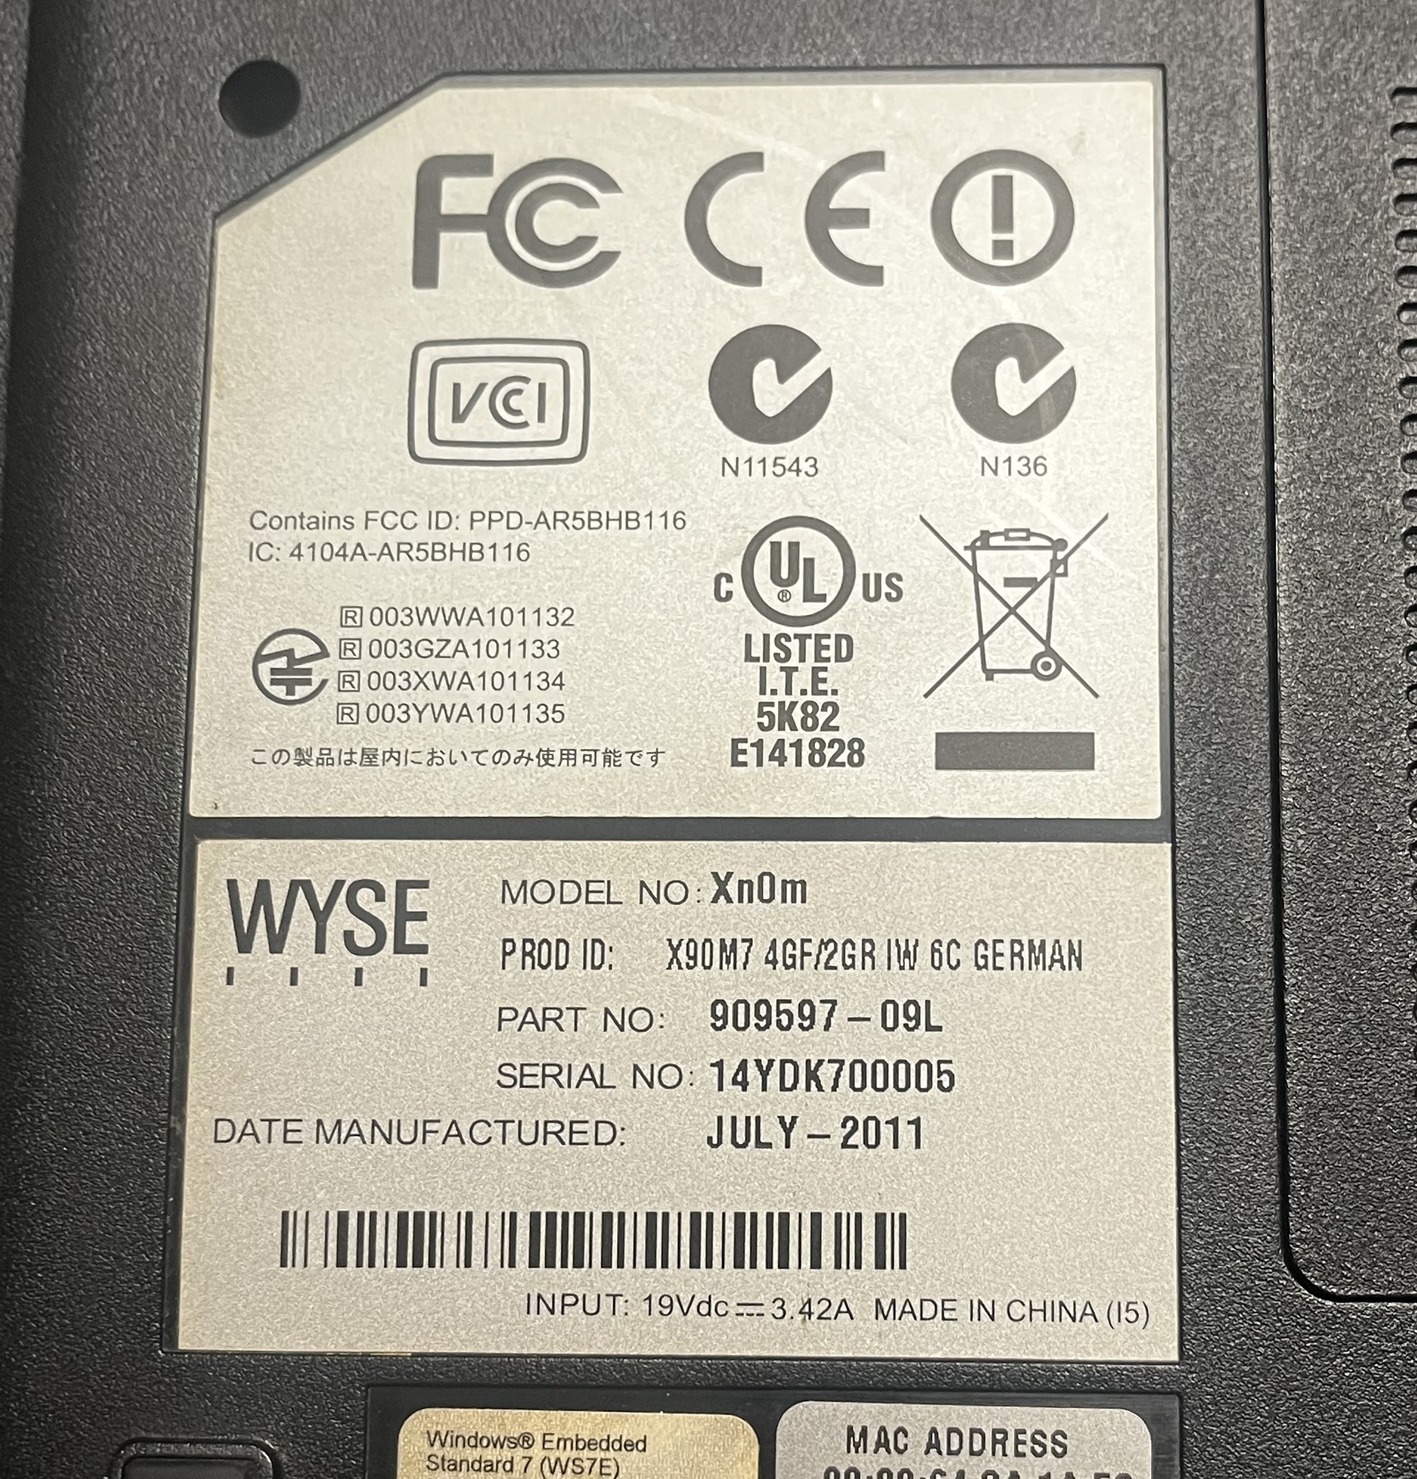 FC CE
VCI
N11543 N136
Contains FCC ID: PPD-AR5BHB116
IC: 4104A-AR5BHB116
R 003WWA101132
R 003GZA101133
R 003XWA101134
R 003YWA101135
この製品は屋内においてのみ使用可能です
C UL® US
LISTED
I.T.E.
5K82
E141828
WYSE
MODEL NO: Xn0m
PROD ID: X90M7 4GF/2GR IW 6C GERMAN
PART NO: 909597-09L
SERIAL NO: 14YDK700005
DATE MANUFACTURED: JULY-2011
INPUT: 19Vdc ⎓ 3.42A MADE IN CHINA (I5)
Windows® Embedded
Standard 7 (WS7E)
MAC ADDRESS